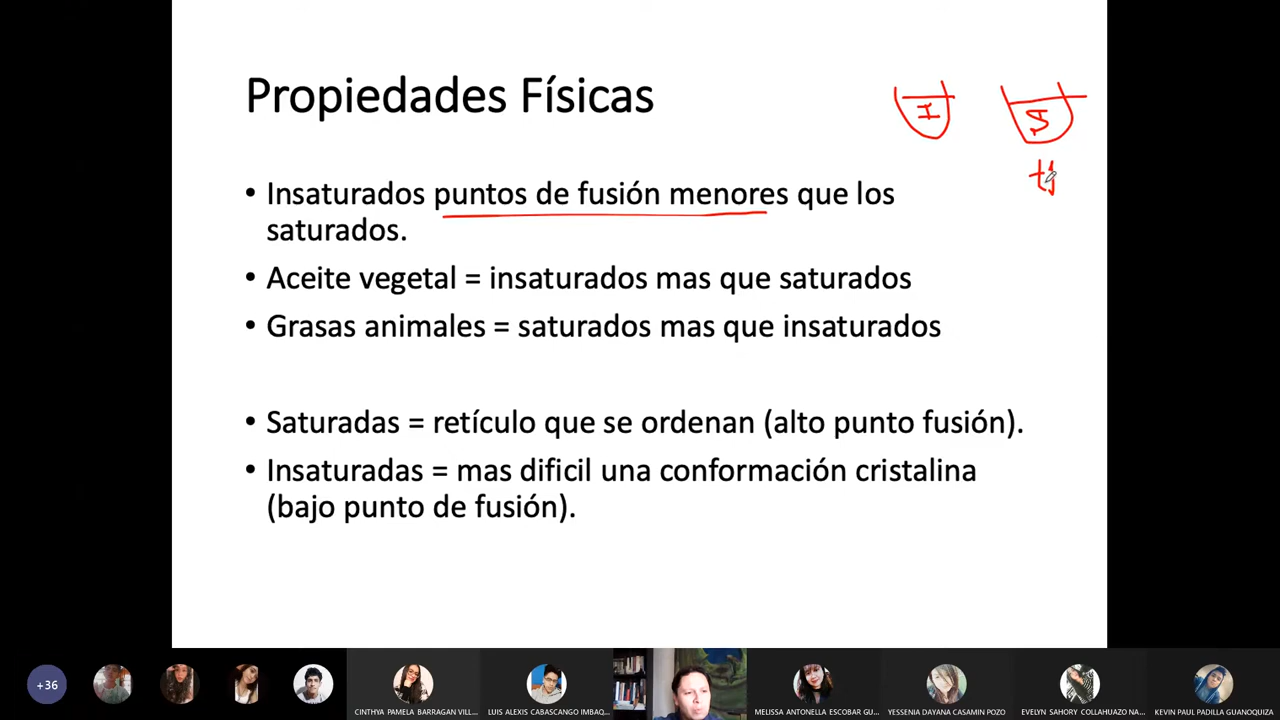 Propiedades Físicas
I
S
• Insaturados puntos de fusión menores que los
saturados.
• Aceite vegetal = insaturados mas que saturados
• Grasas animales = saturados mas que insaturados
• Saturadas = retículo que se ordenan (alto punto fusión).
• Insaturadas = mas dificil una conformación cristalina
(bajo punto de fusión).
+36
CINTHYA PAMELA BARRAGAN VILL...
LUIS ALEXIS CABASCANGO IMBAQ...
MELISSA ANTONELLA ESCOBAR GU...
YESSENIA DAYANA CASAMIN POZO
EVELYN SAHORY COLLAHUAZO NA...
KEVIN PAUL PADILLA GUANOQUIZA